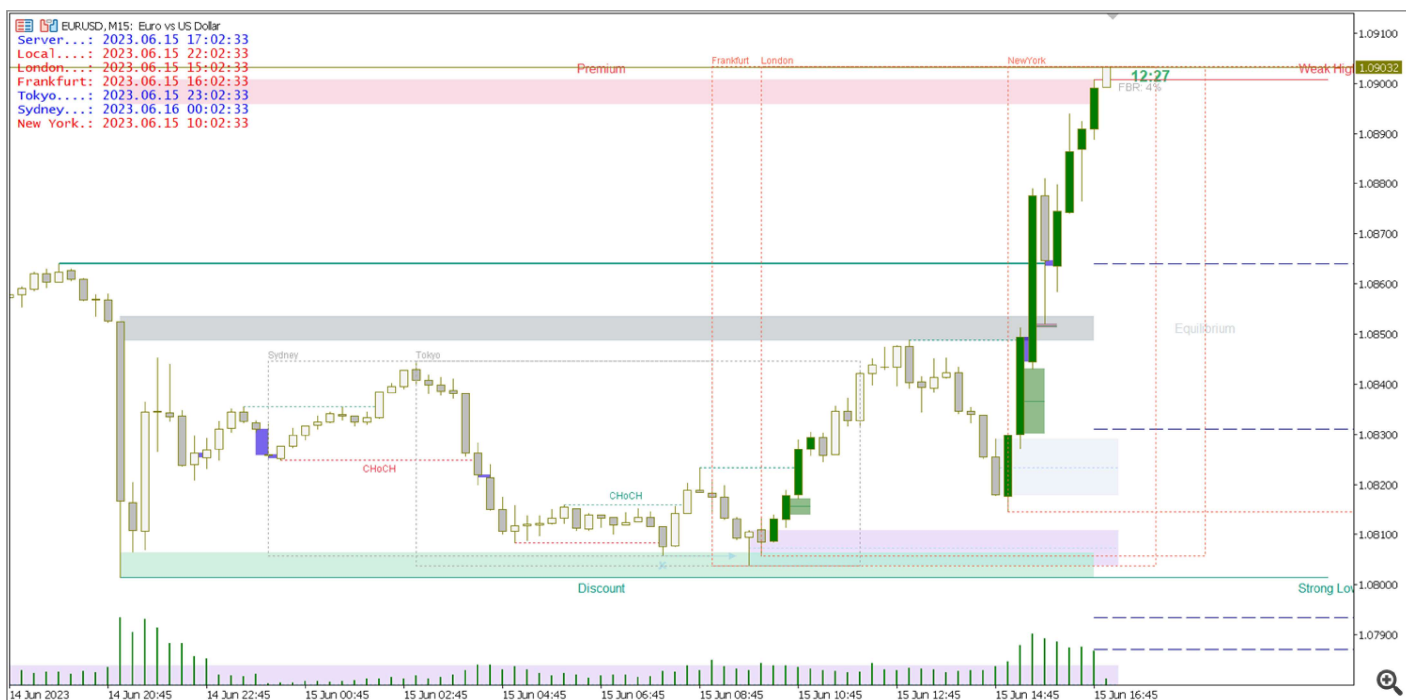 EURUSD, M15: Euro vs US Dollar
Server...: 2023.06.15 17:02:33
Local....: 2023.06.15 22:02:33
London...: 2023.06.15 15:02:33
Frankfurt: 2023.06.15 16:02:33
Tokyo....: 2023.06.15 23:02:33
Sydney...: 2023.06.16 00:02:33
New York.: 2023.06.15 10:02:33
Premium
Frankfurt
London
NewYork
12:27
FBR: 4%
Weak Hig
1.09100
1.09032
1.09000
1.08900
1.08800
1.08700
1.08600
1.08500
1.08400
1.08300
1.08200
1.08100
1.08000
1.07900
Equilibrium
Sydney
Tokyo
CHoCH
CHoCH
Discount
Strong Lov
14 Jun 2023
14 Jun 20:45
14 Jun 22:45
15 Jun 00:45
15 Jun 02:45
15 Jun 04:45
15 Jun 06:45
15 Jun 08:45
15 Jun 10:45
15 Jun 12:45
15 Jun 14:45
15 Jun 16:45